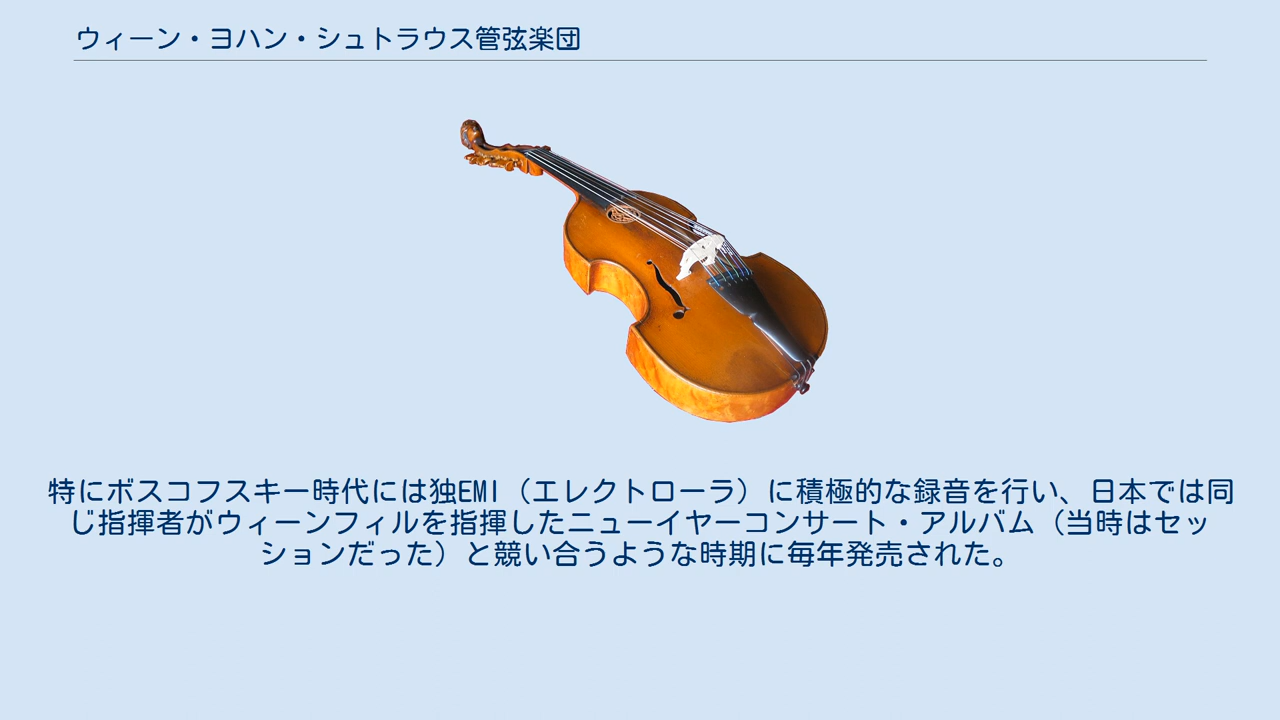 ウィーン・ヨハン・シュトラウス管弦楽団
特にボスコフスキー時代には独EMI（エレクトローラ）に積極的な録音を行い、日本では同
じ指揮者がウィーンフィルを指揮したニューイヤーコンサート・アルバム（当時はセッ
ションだった）と競い合うような時期に毎年発売された。